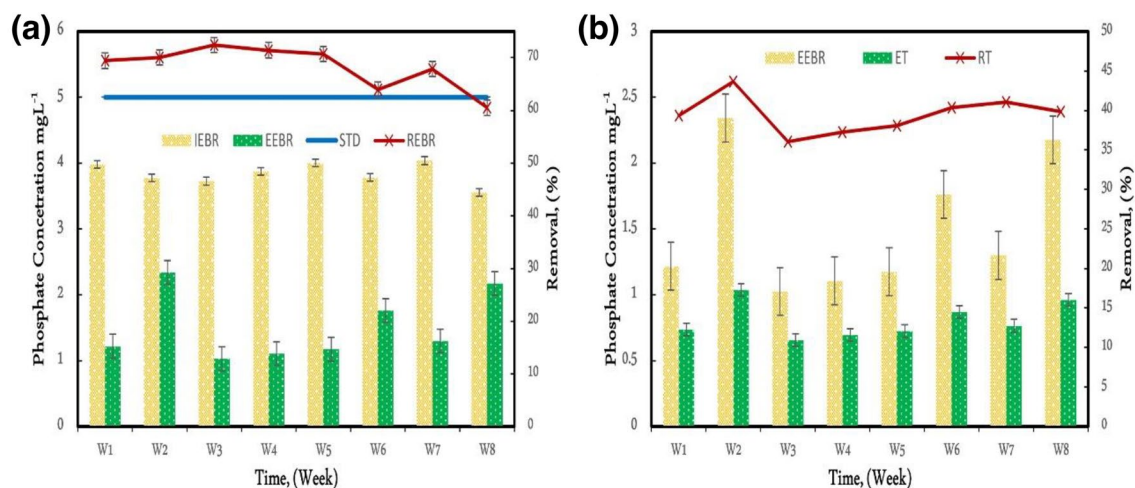 (a)
Phosphate Concetration mgL⁻¹
6
5
4
3
2
1
0
IEBR EEBR STD REBR
70
60
50
40
30
20
10
0
Removal, (%)
W1 W2 W3 W4 W5 W6 W7 W8
Time, (Week)
(b)
Phosphate Concetration mgL⁻¹
3
2.5
2
1.5
1
0.5
0
EEBR ET RT
50
45
40
35
30
25
20
15
10
5
0
Removal, (%)
W1 W2 W3 W4 W5 W6 W7 W8
Time, (Week)